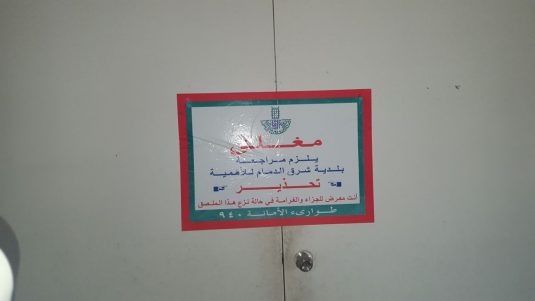 مغلق
يلزم مراجعة
بلدية شرق الدمام للأهمية
تحذير
أنت معرض للجزاء والغرامة في حالة نزع هذا الملصق
طوارىء الأمانة ٩٤٠